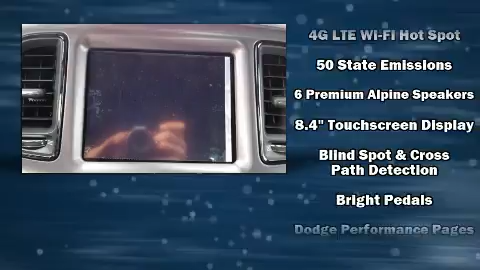 4G LTE Wi-Fi Hot Spot
50 State Emissions
6 Premium Alpine Speakers
8.4" Touchscreen Display
Blind Spot & Cross
Path Detection
Bright Pedals
Dodge Performance Pages